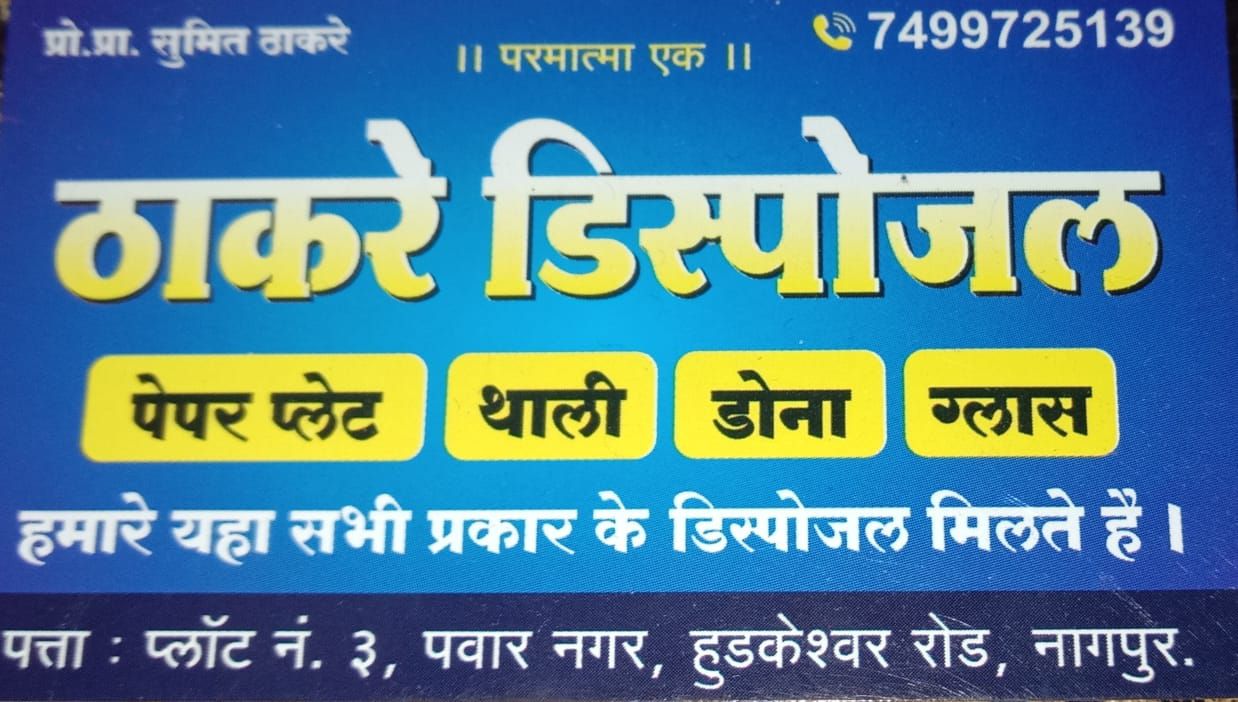 प्रो.प्रा. सुमित ठाकरे
।। परमात्मा एक ।।
7499725139
ठाकरे डिस्पोजल
पेपर प्लेट थाली डोना ग्लास
हमारे यहा सभी प्रकार के डिस्पोजल मिलते है ।
पत्ता : प्लॉट नं. ३, पवार नगर, हुडकेश्वर रोड, नागपुर.